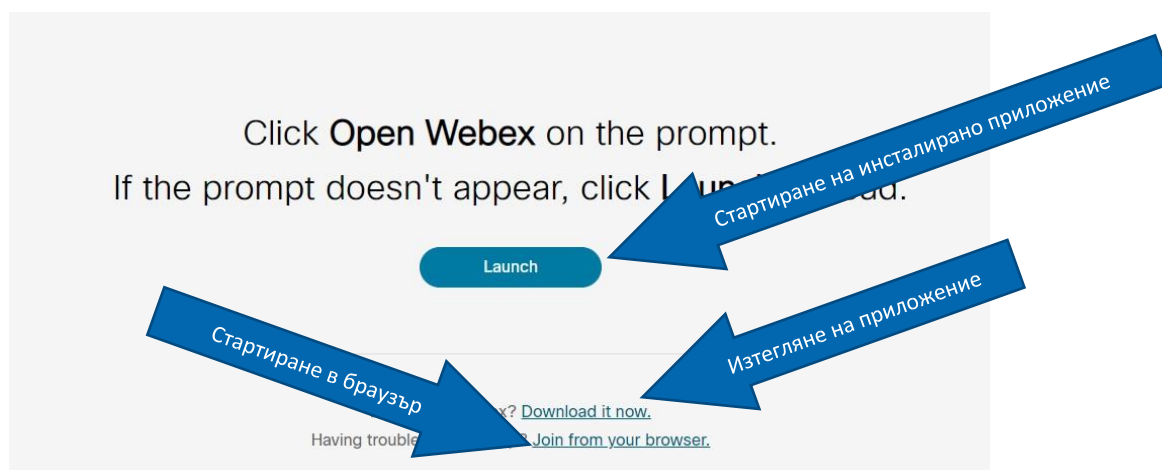 Click Open Webex on the prompt.
If the prompt doesn't appear, click
Стартиране на инсталирано приложение
Launch
Изтегляне на приложение
Стартиране в браузър
? Download it now.
Having trouble ? Join from your browser.